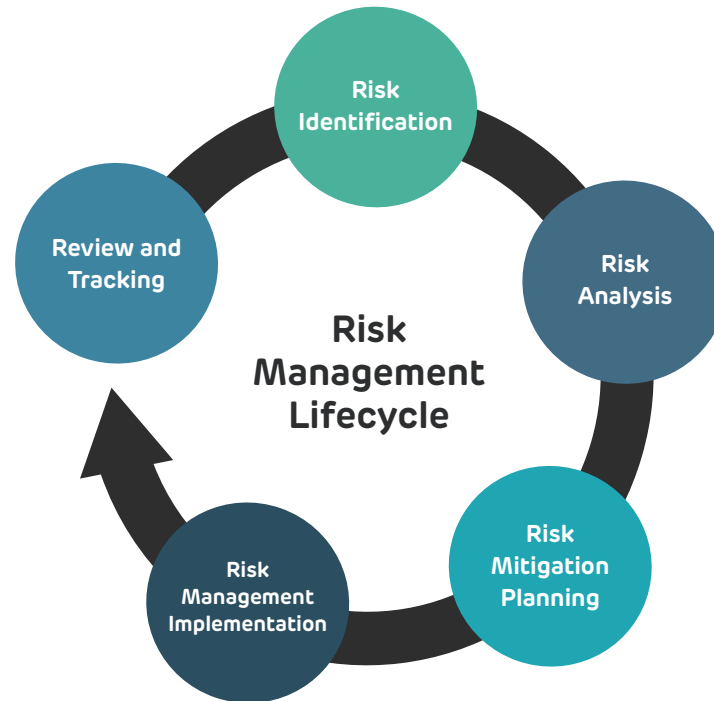 Risk
Identification
Review and
Tracking
Risk
Analysis
Risk
Management
Lifecycle
Risk
Mitigation
Planning
Risk
Management
Implementation